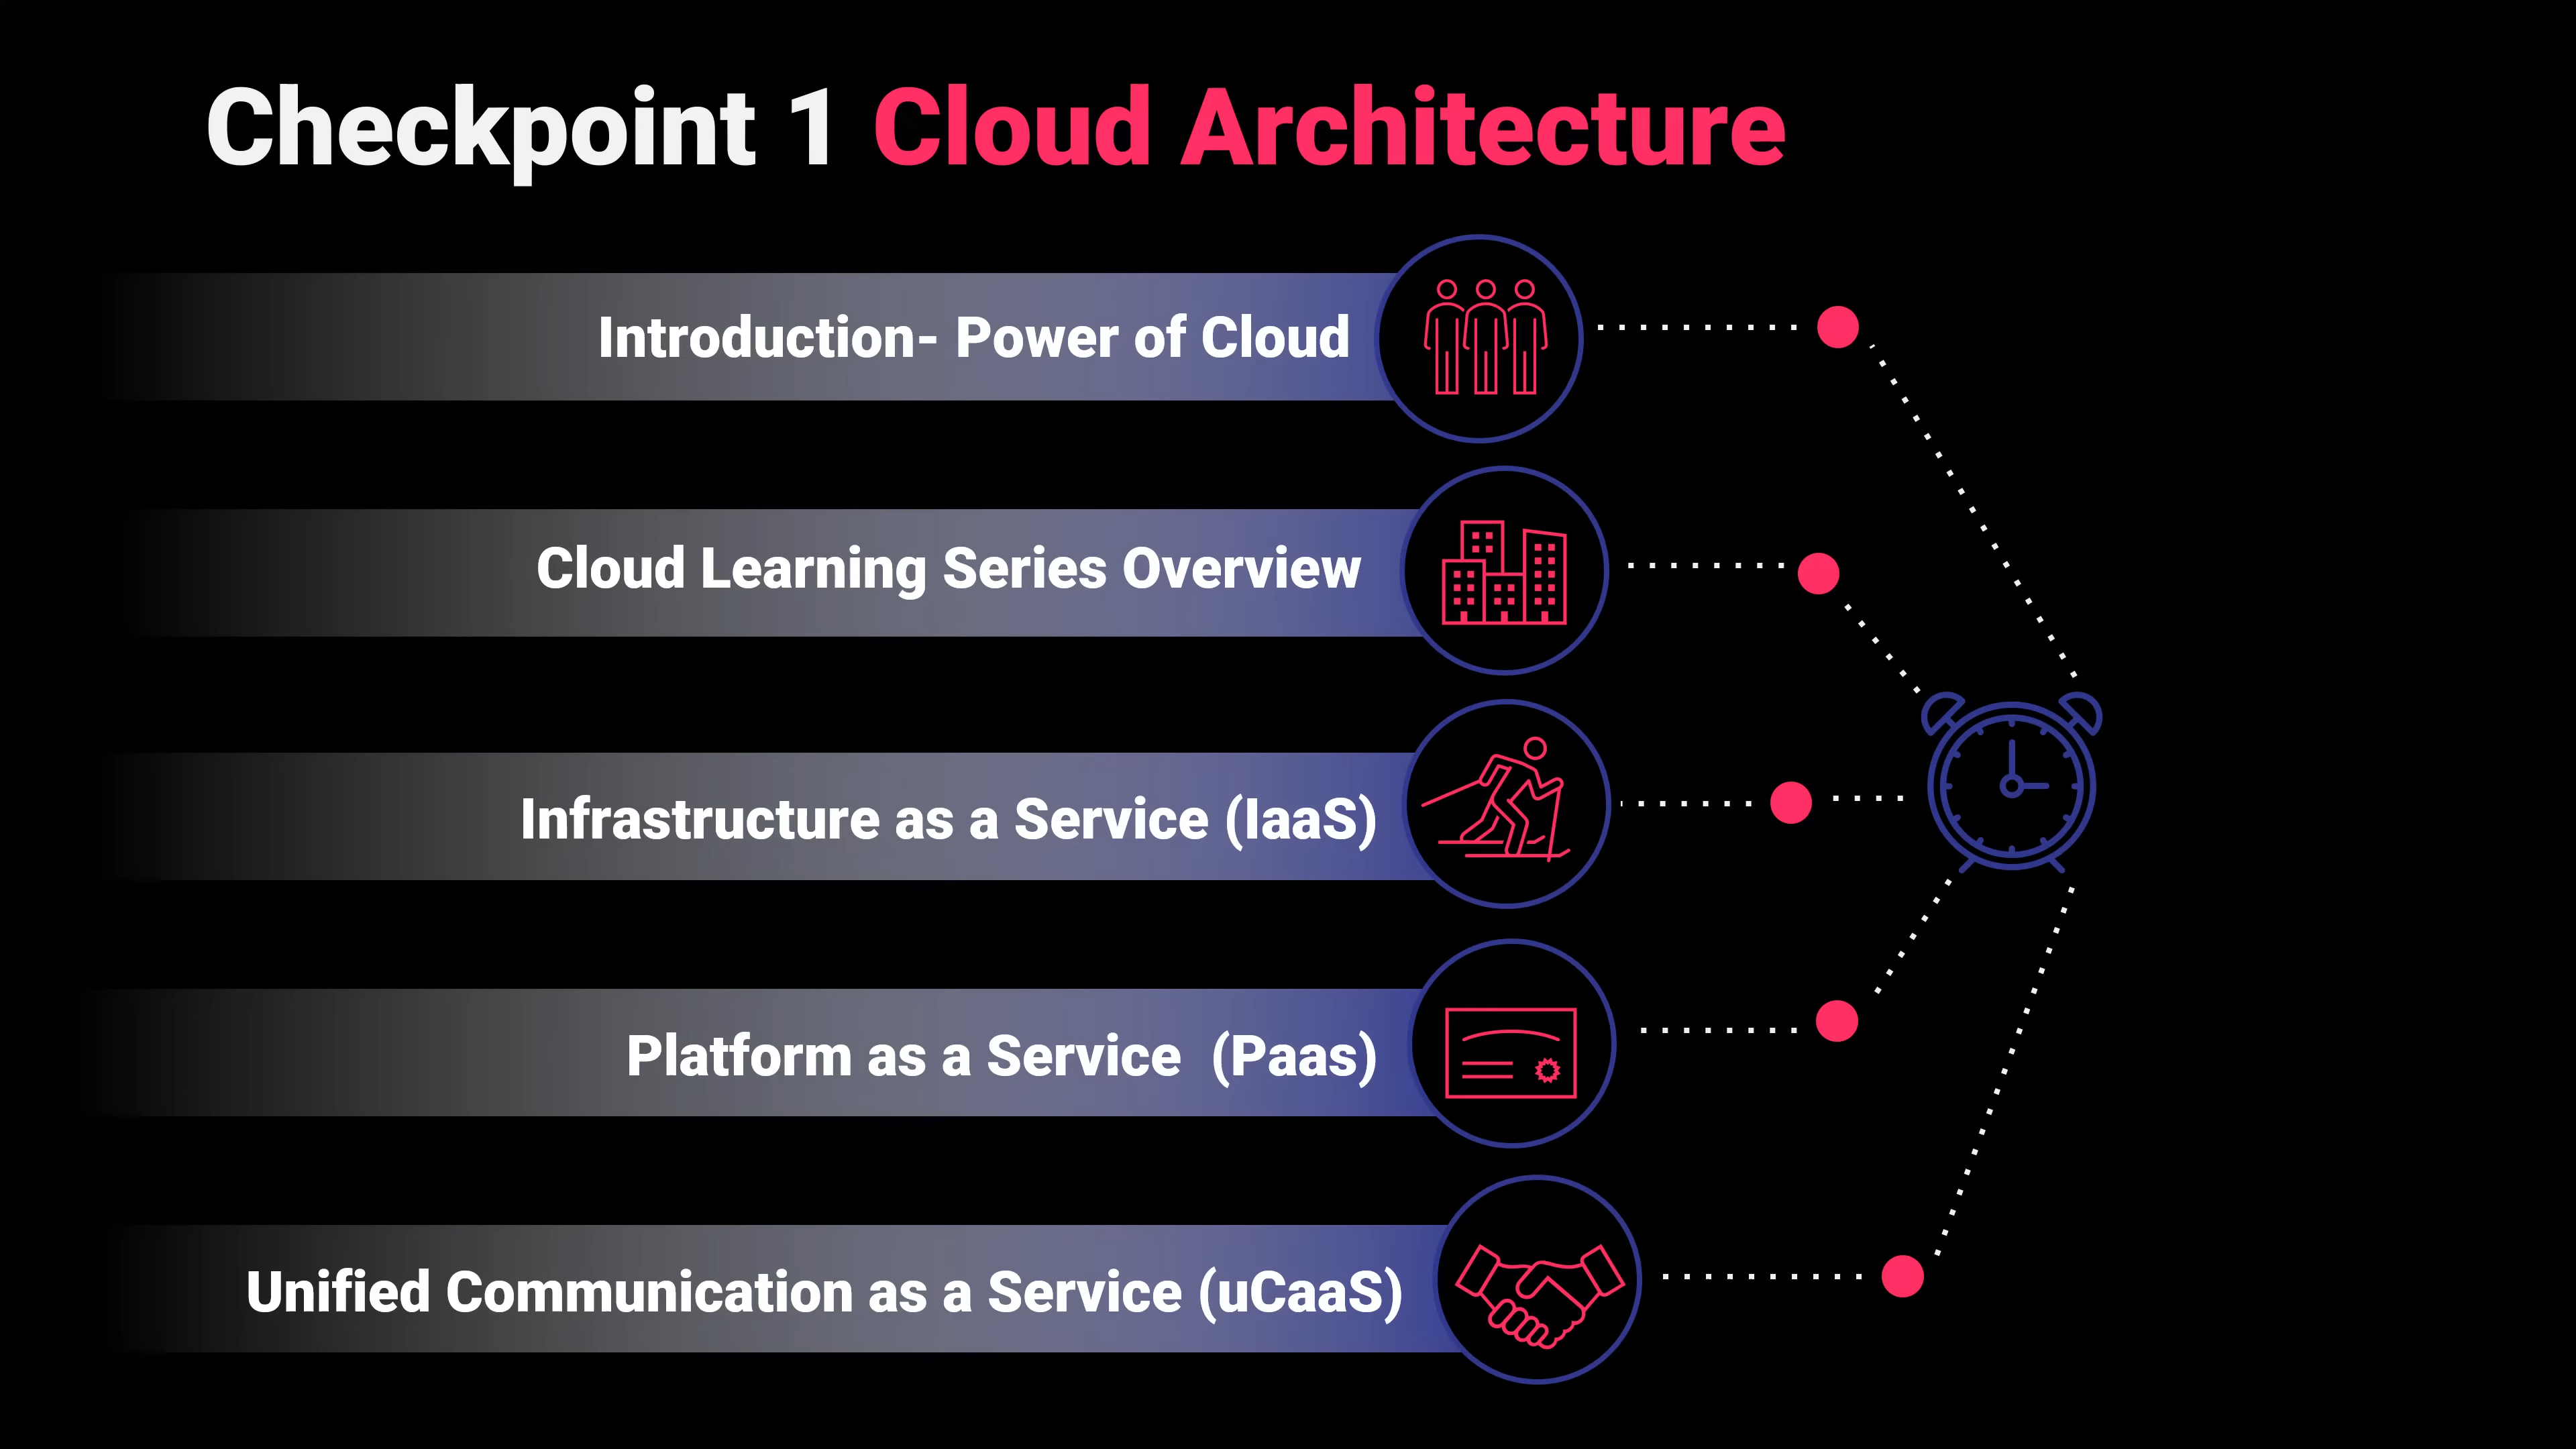 Checkpoint 1 Cloud Architecture
Introduction- Power of Cloud
Cloud Learning Series Overview
Infrastructure as a Service (IaaS)
Platform as a Service  (Paas)
Unified Communication as a Service (uCaaS)